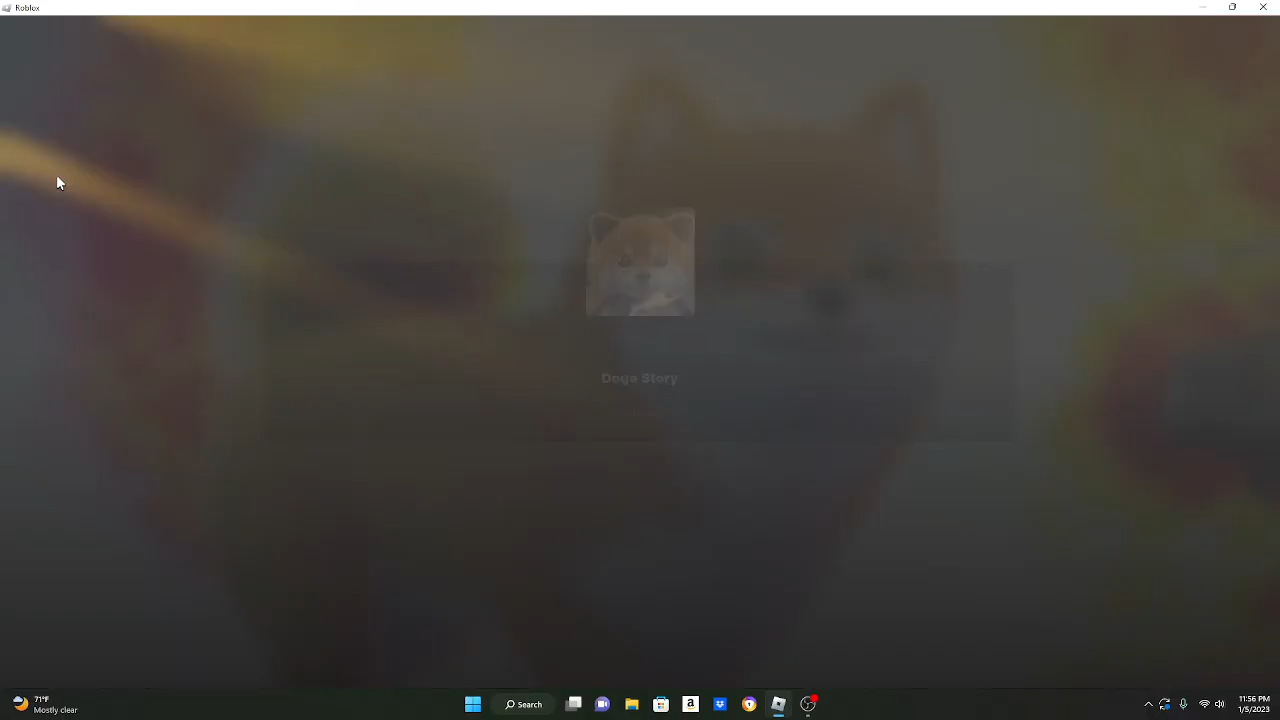 Roblox
Doge Story
71°F
Mostly clear
Search
11:56 PM
1/5/2023